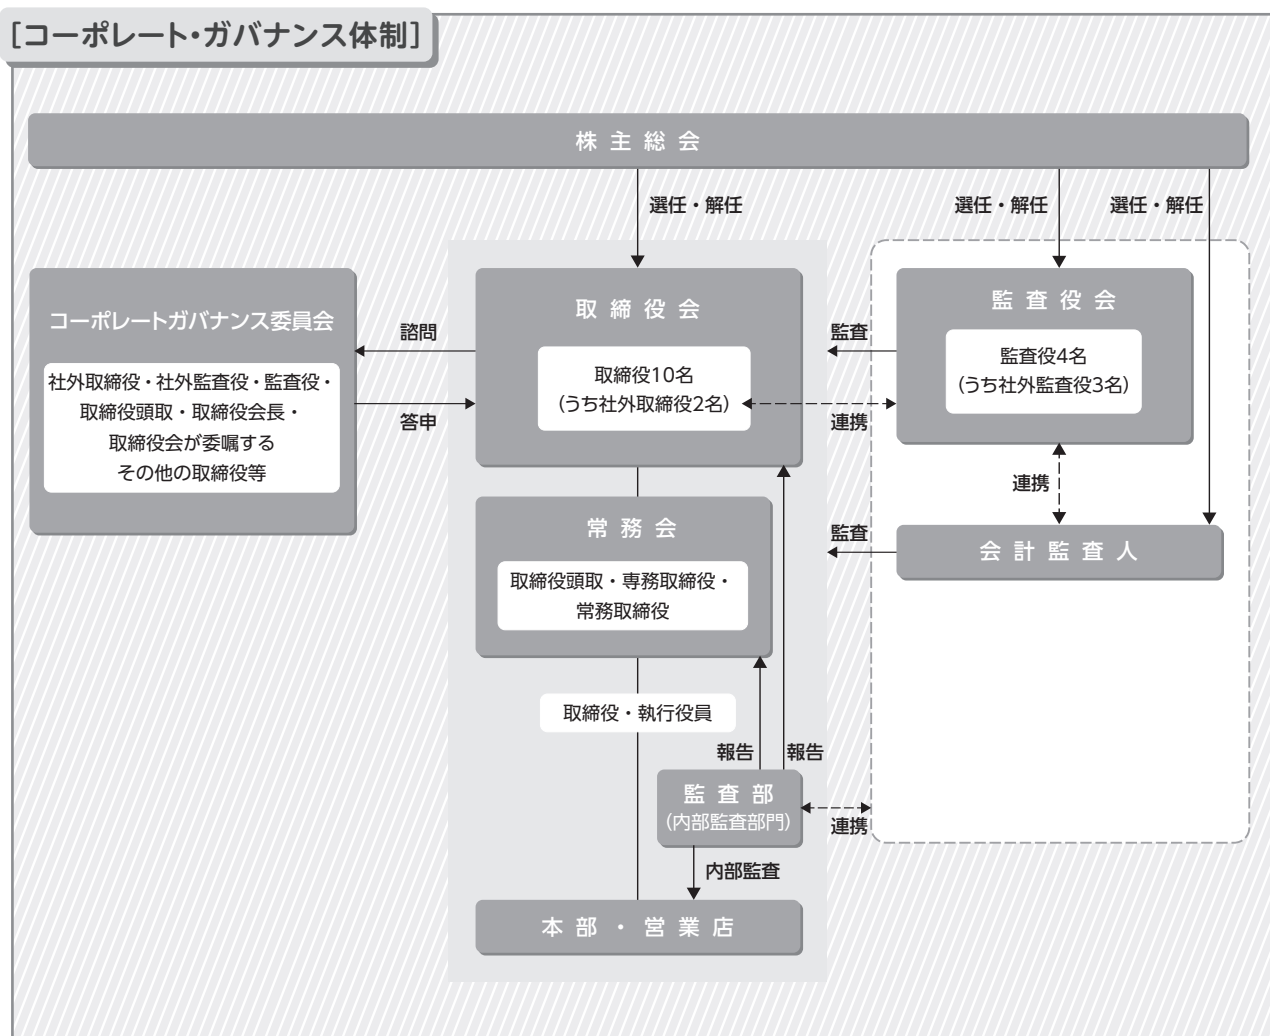 [コーポレート・ガバナンス体制]
株主総会
選任・解任
選任・解任
選任・解任
コーポレートガバナンス委員会
社外取締役・社外監査役・監査役・
取締役頭取・取締役会長・
取締役会が委嘱する
その他の取締役等
諮問
答申
取締役会
取締役10名
(うち社外取締役2名)
監査
連携
監査役会
監査役4名
(うち社外監査役3名)
連携
常務会
取締役頭取・専務取締役・
常務取締役
監査
会計監査人
取締役・執行役員
報告
報告
監査部
(内部監査部門)
連携
内部監査
本部・営業店